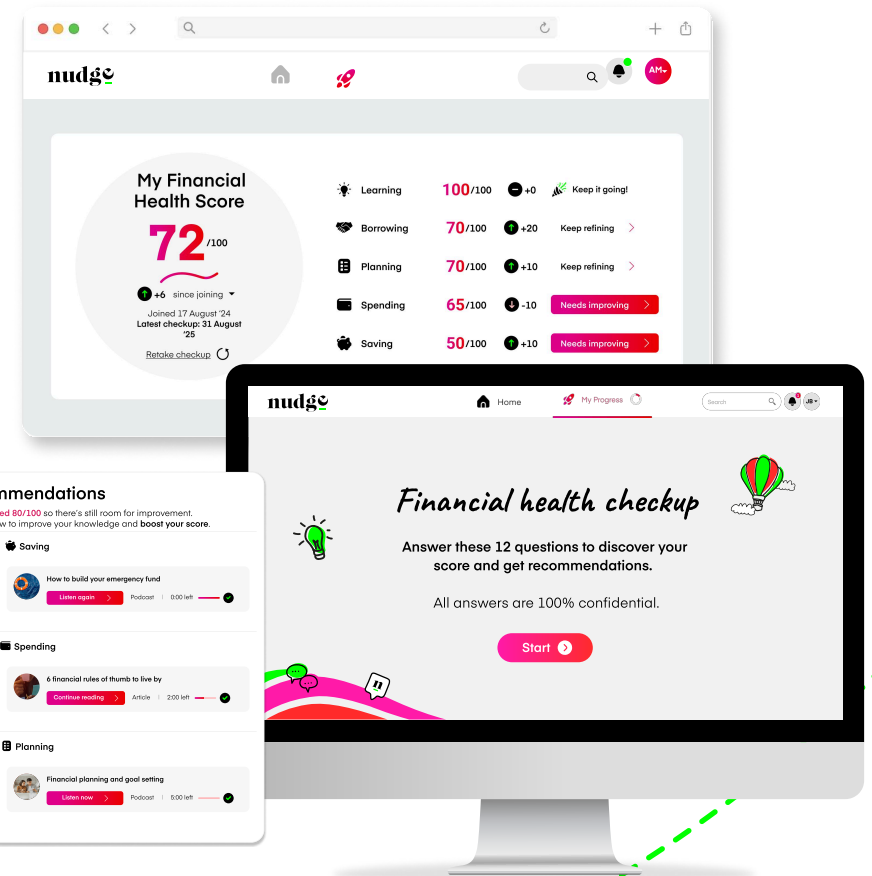 nudge
AM
My Financial
Health Score
72/100
+6 since joining
Joined 17 August '24
Latest checkup: 31 August
'25
Retake checkup
Learning 100/100 +0 Keep it going!
Borrowing 70/100 +20 Keep refining
Planning 70/100 +10 Keep refining
Spending 65/100 -10 Needs improving
Saving 50/100 +10 Needs improving
nudge
Home
My Progress
Search
JB
Financial health checkup
Answer these 12 questions to discover your
score and get recommendations.
All answers are 100% confidential.
Start
n
mmendations
ed 80/100 so there's still room for improvement.
w to improve your knowledge and boost your score.
Saving
How to build your emergency fund
Listen again Podcast 0:00 left
Spending
6 financial rules of thumb to live by
Continue reading Article 2:00 left
Planning
Financial planning and goal setting
Listen now Podcast 5:00 left